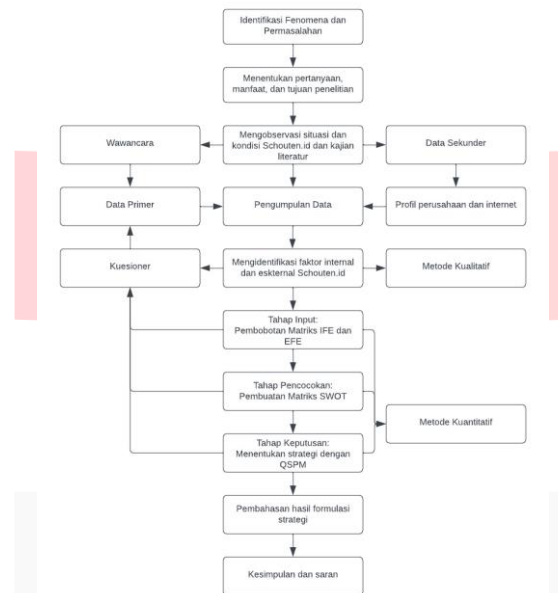 Identifikasi Fenomena dan
Permasalahan
Menentukan pertanyaan,
manfaat, dan tujuan penelitian
Wawancara
Mengobservasi situasi dan
kondisi Schouten.id dan kajian
literatur
Data Sekunder
Data Primer
Pengumpulan Data
Profil perusahaan dan internet
Kuesioner
Mengidentifikasi faktor internal
dan eskternal Schouten.id
Metode Kualitatif
Tahap Input:
Pembobotan Matriks IFE dan
EFE
Tahap Pencocokan:
Pembuatan Matriks SWOT
Metode Kuantitatif
Tahap Keputusan:
Menentukan strategi dengan
QSPM
Pembahasan hasil formulasi
strategi
Kesimpulan dan saran